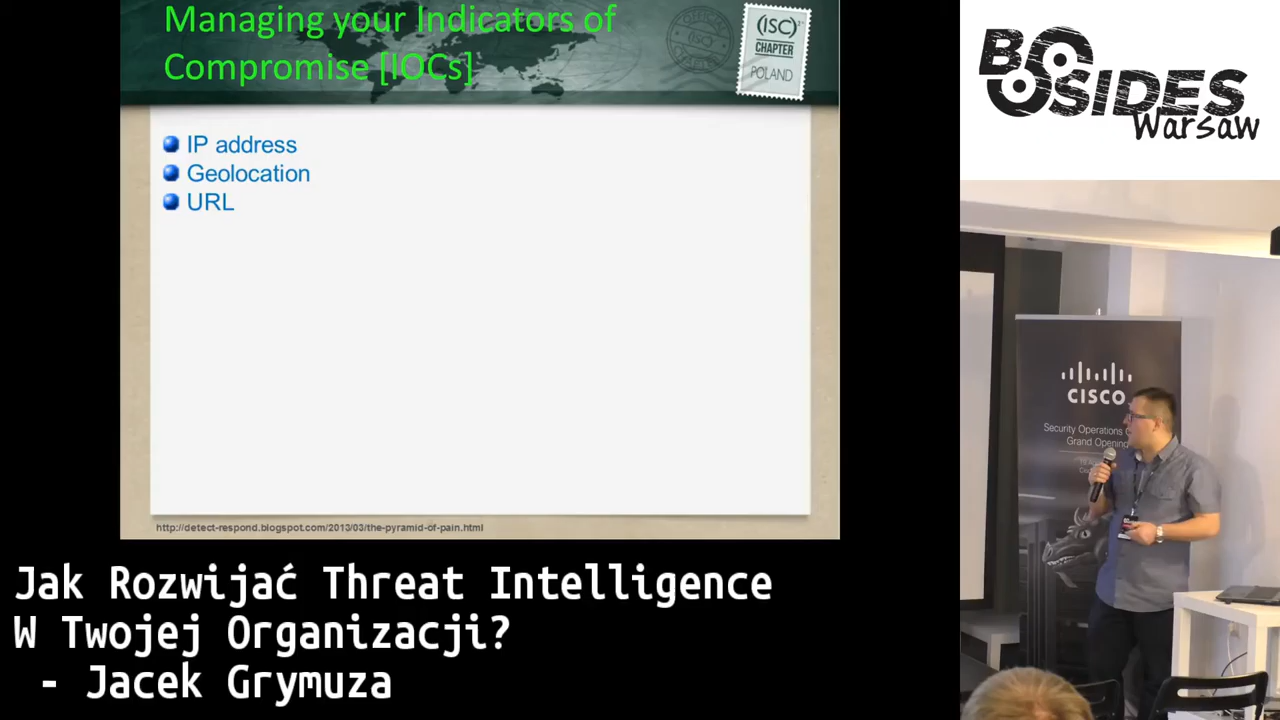 Managing your Indicators of
Compromise [IOCs]
(ISC)²
CHAPTER
POLAND
IP address
Geolocation
URL
http://detect-respond.blogspot.com/2013/03/the-pyramid-of-pain.html
BSIDES
Warsaw
CISCO
Security Operations
Grand Opening
Jak Rozwijać Threat Intelligence
W Twojej Organizacji?
- Jacek Grymuza